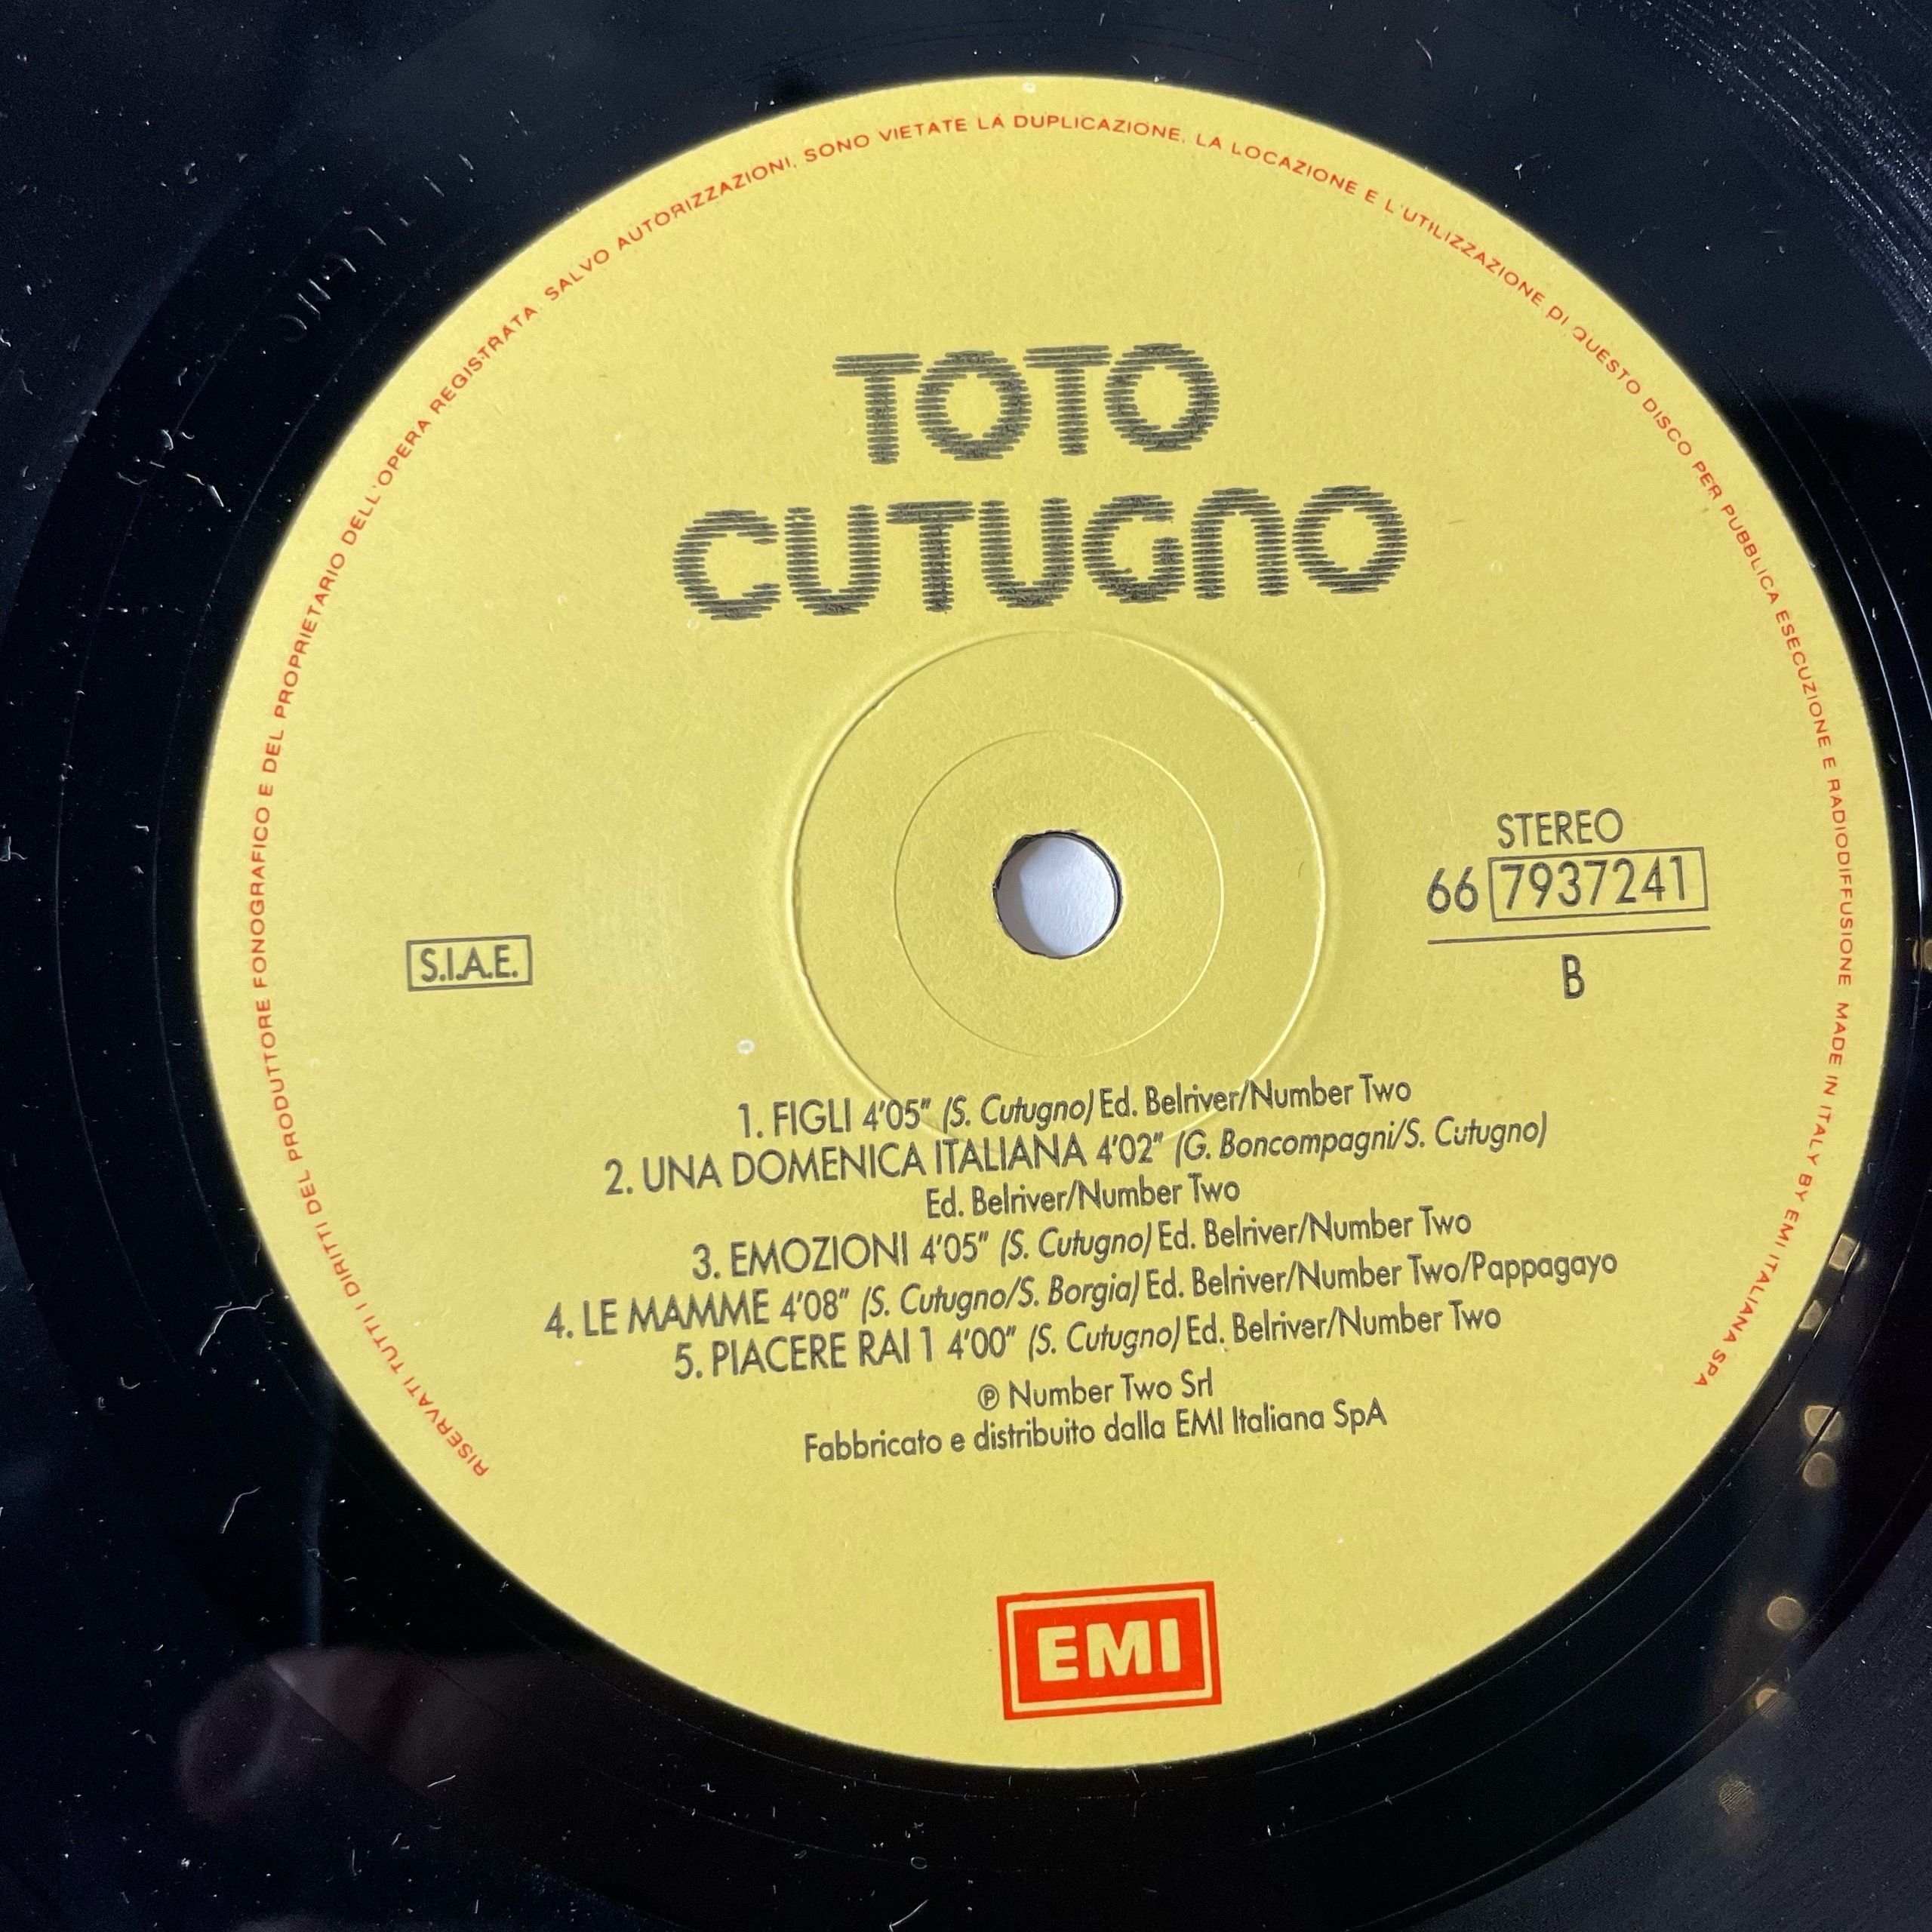 RISERVATI TUTTI I DIRITTI DEL PRODUTTORE FONOGRAFICO E DEL PROPRIETARIO DELL'OPERA REGISTRATA. SALVO AUTORIZZAZIONI, SONO VIETATE LA DUPLICAZIONE, LA LOCAZIONE E L'UTILIZZAZIONE DI QUESTO DISCO PER PUBBLICA ESECUZIONE E RADIODIFFUSIONE MADE IN ITALY BY EMI ITALIANA SPA
TOTO
CUTUGNO
STEREO
66 7937241
B
S.I.A.E.
1. FIGLI 4'05" (S. Cutugno) Ed. Belriver/Number Two
2. UNA DOMENICA ITALIANA 4'02" (G. Boncompagni/S. Cutugno)
Ed. Belriver/Number Two
3. EMOZIONI 4'05" (S. Cutugno) Ed. Belriver/Number Two
4. LE MAMME 4'08" (S. Cutugno/S. Borgia) Ed. Belriver/Number Two/Pappagayo
5. PIACERE RAI 1 4'00" (S. Cutugno) Ed. Belriver/Number Two
℗ Number Two Srl
Fabbricato e distribuito dalla EMI Italiana SpA
EMI